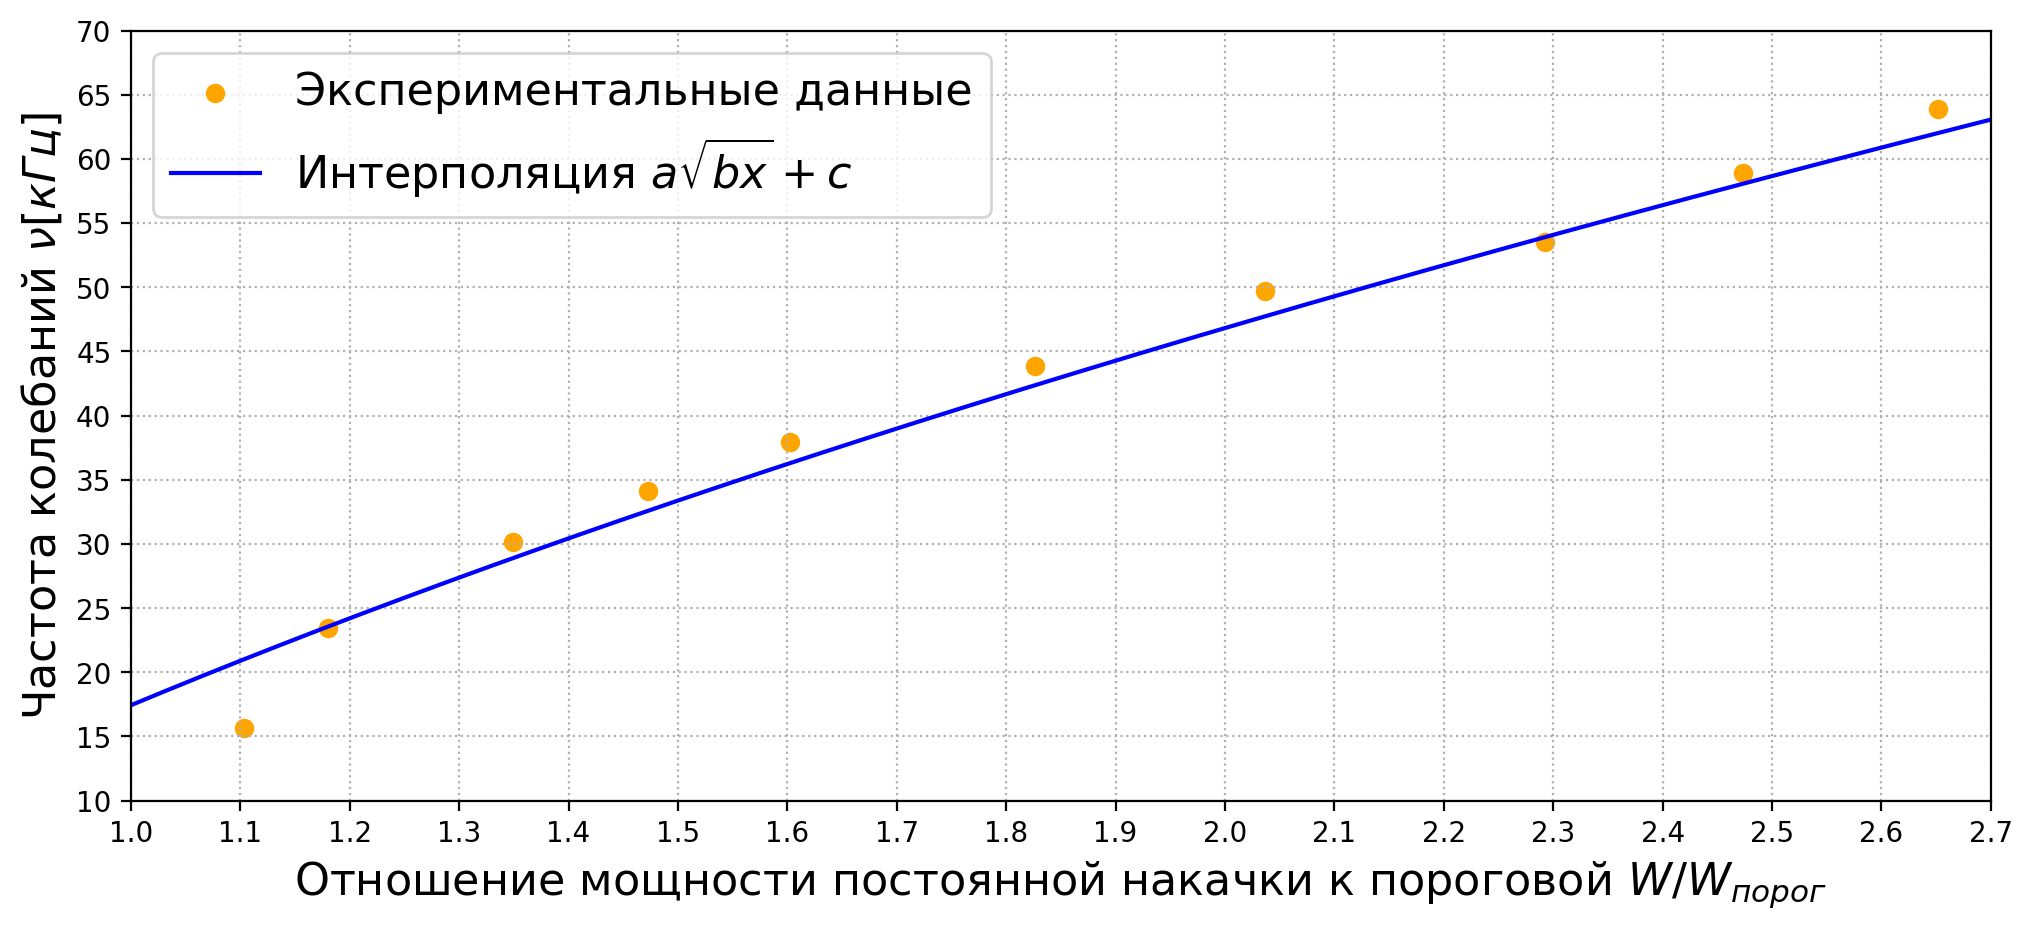 Частота колебаний ν[кГц]
70
65
60
55
50
45
40
35
30
25
20
15
10
Экспериментальные данные
Интерполяция a√bx + c
1.0 1.1 1.2 1.3 1.4 1.5 1.6 1.7 1.8 1.9 2.0 2.1 2.2 2.3 2.4 2.5 2.6 2.7
Отношение мощности постоянной накачки к пороговой W/Wпорог